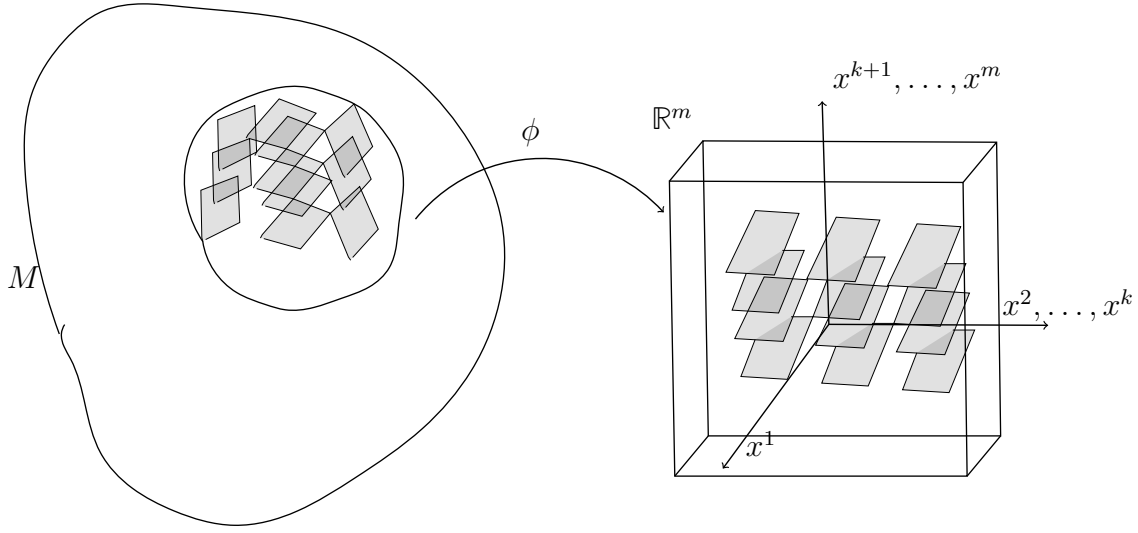 x^{k+1}, …, x^m
ℝ^m
ϕ
M
x^2, …, x^k
x^1